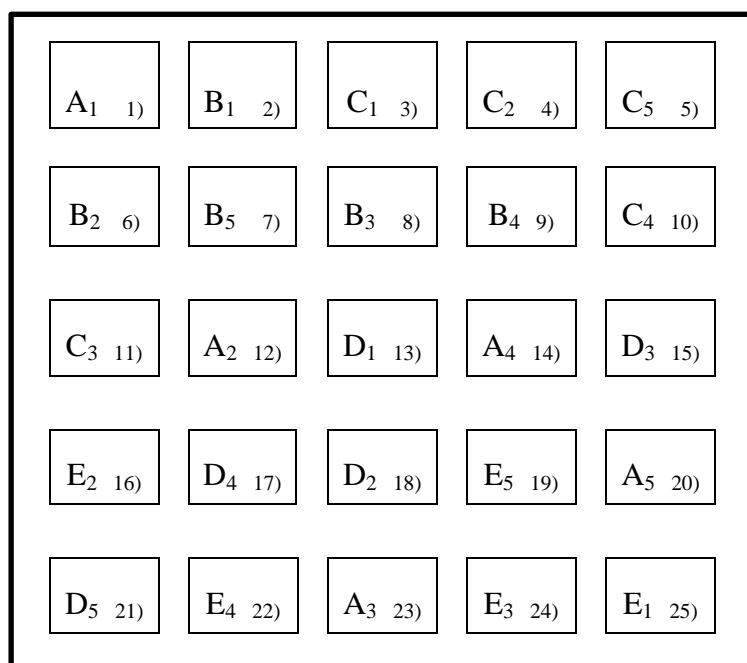 A₁ 1) B₁ 2) C₁ 3) C₂ 4) C₅ 5)
B₂ 6) B₅ 7) B₃ 8) B₄ 9) C₄ 10)
C₃ 11) A₂ 12) D₁ 13) A₄ 14) D₃ 15)
E₂ 16) D₄ 17) D₂ 18) E₅ 19) A₅ 20)
D₅ 21) E₄ 22) A₃ 23) E₃ 24) E₁ 25)